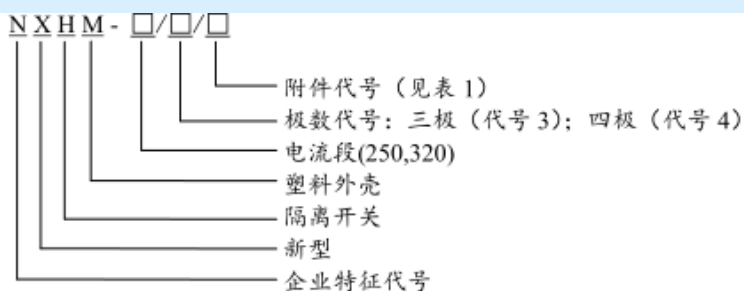 NXHM-□/□/□
附件代号（见表 1）
极数代号：三极（代号 3）；四极（代号 4）
电流段(250,320)
塑料外壳
隔离开关
新型
企业特征代号